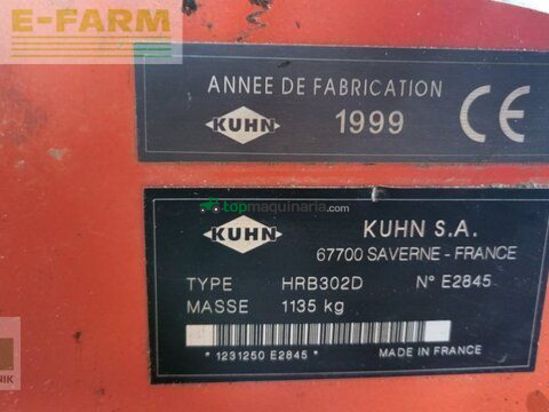 E-FARM
ANNEE DE FABRICATION
KUHN
1999
CE
topmaquinaria.com
KUHN
KUHN S.A.
67700 SAVERNE - FRANCE
TYPE HRB302D N° E2845
MASSE 1135 kg
* 1231250 E2845 *
MADE IN FRANCE
NIK